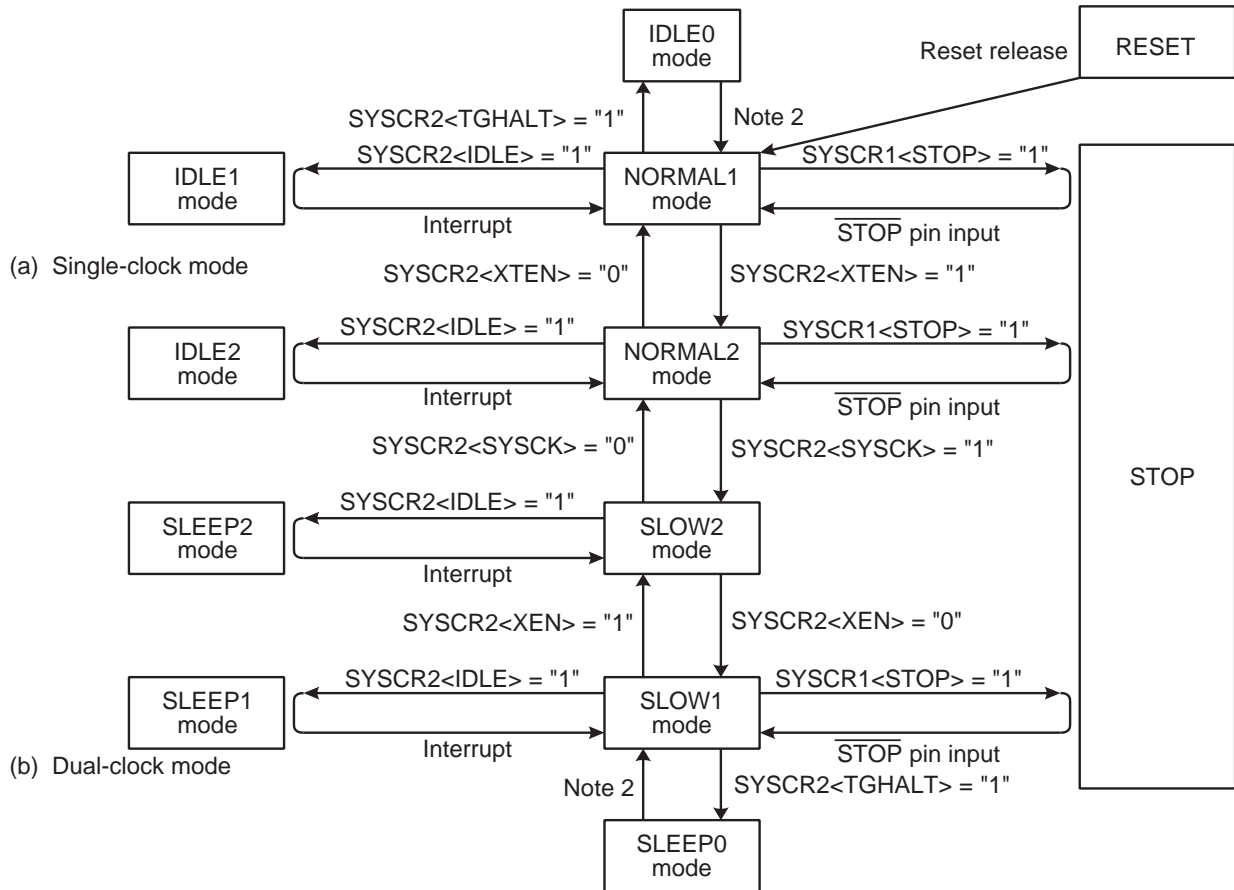 IDLE0
mode
Reset release
RESET
SYSCR2<TGHALT> = "1"
Note 2
SYSCR2<IDLE> = "1"
SYSCR1<STOP> = "1"
IDLE1
mode
NORMAL1
mode
Interrupt
STOP pin input
(a) Single-clock mode
SYSCR2<XTEN> = "0"
SYSCR2<XTEN> = "1"
SYSCR2<IDLE> = "1"
SYSCR1<STOP> = "1"
IDLE2
mode
NORMAL2
mode
Interrupt
STOP pin input
SYSCR2<SYSCK> = "0"
SYSCR2<SYSCK> = "1"
STOP
SYSCR2<IDLE> = "1"
SLEEP2
mode
SLOW2
mode
Interrupt
SYSCR2<XEN> = "1"
SYSCR2<XEN> = "0"
SYSCR2<IDLE> = "1"
SYSCR1<STOP> = "1"
SLEEP1
mode
SLOW1
mode
Interrupt
STOP pin input
(b) Dual-clock mode
Note 2
SYSCR2<TGHALT> = "1"
SLEEP0
mode